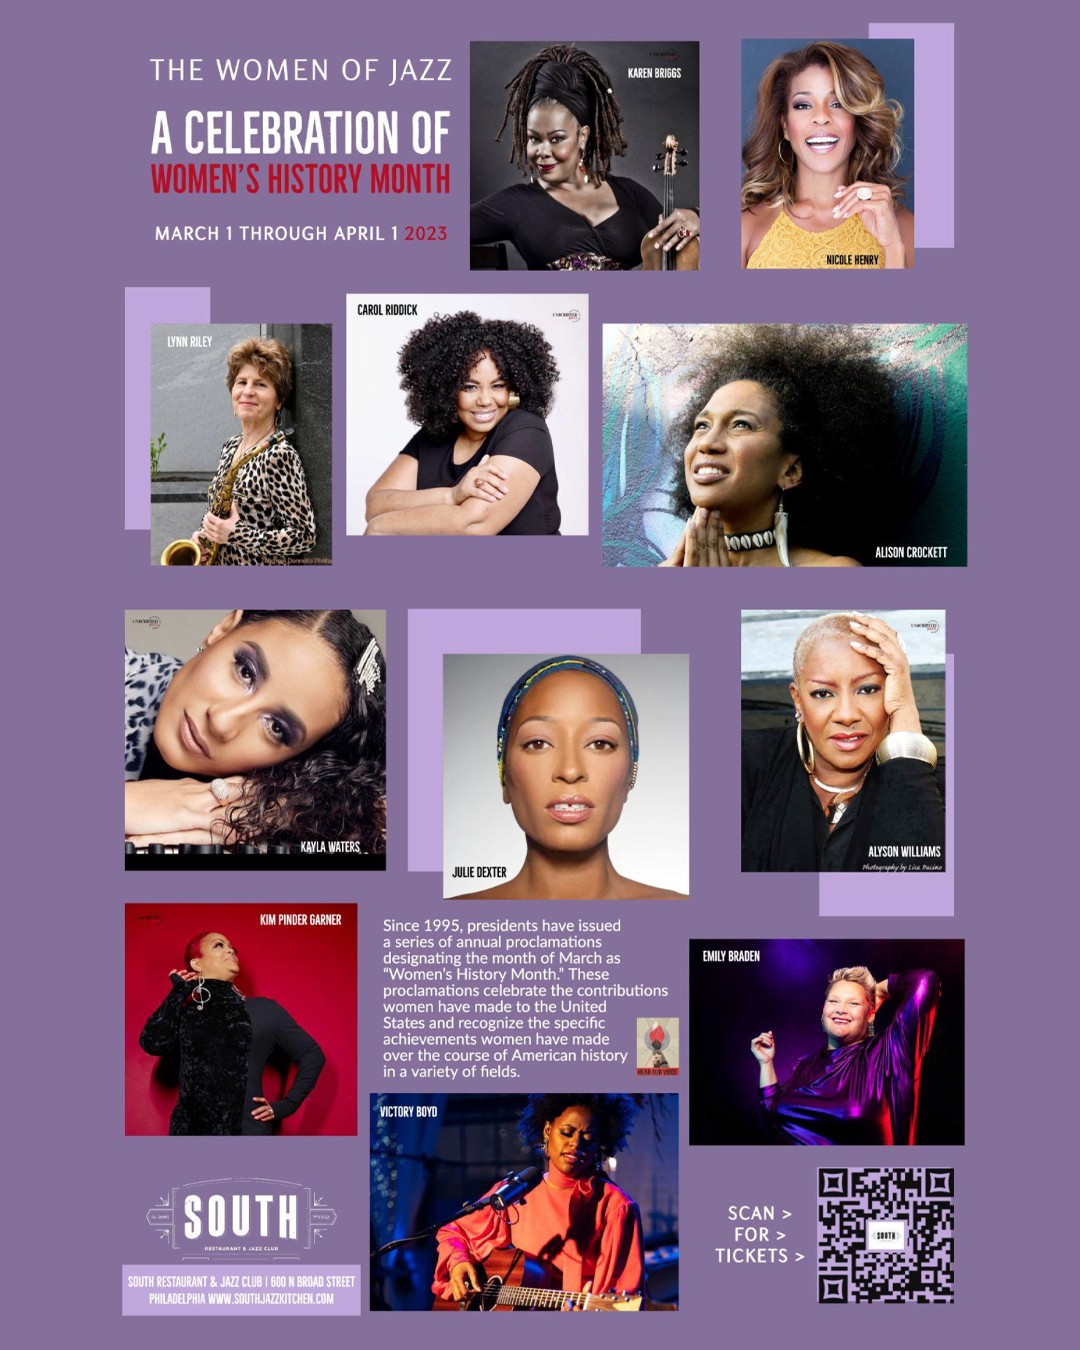 THE WOMEN OF JAZZ
A CELEBRATION OF
WOMEN'S HISTORY MONTH
MARCH 1 THROUGH APRIL 1 2023
KAREN BRIGGS
NICOLE HENRY
LYNN RILEY
CAROL RIDDICK
ALISON CROCKETT
KAYLA WATERS
JULIE DEXTER
ALYSON WILLIAMS
Photography by Lisa Pacino
KIM PINDER GARNER
Since 1995, presidents have issued
a series of annual proclamations
designating the month of March as
“Women’s History Month.” These
proclamations celebrate the contributions
women have made to the United
States and recognize the specific
achievements women have made
over the course of American history
in a variety of fields.
HEAR OUR VOICE
EMILY BRADEN
VICTORY BOYD
SOUTH
RESTAURANT & JAZZ CLUB
SOUTH RESTAURANT & JAZZ CLUB | 600 N BROAD STREET
PHILADELPHIA WWW.SOUTHJAZZKITCHEN.COM
SCAN >
FOR >
TICKETS >
SOUTH